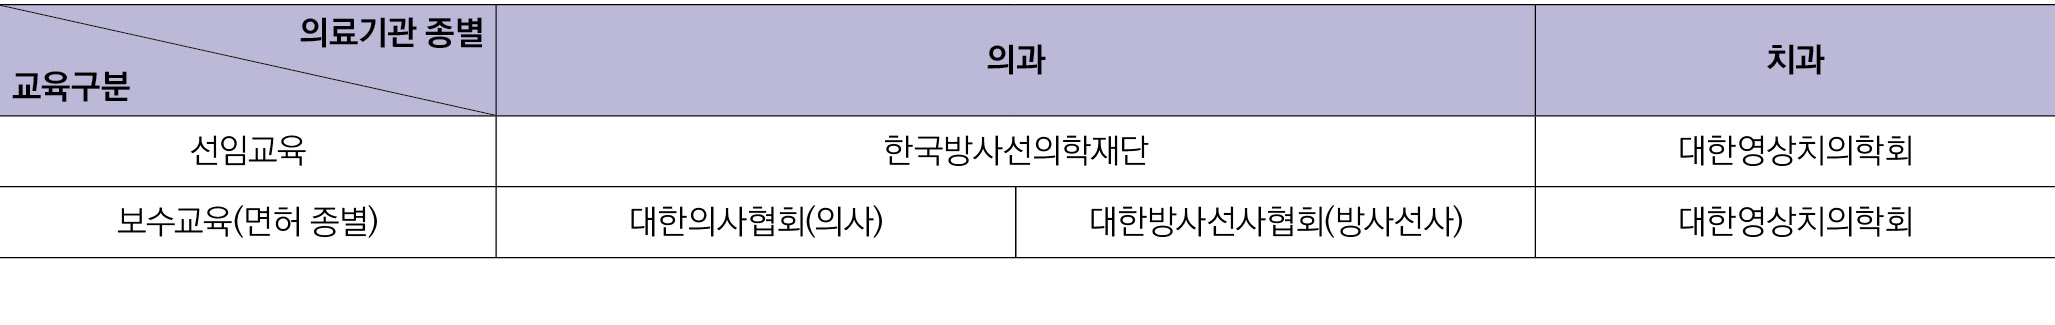 의료기관 종별
교육구분
의과
치과
선임교육
한국방사선의학재단
대한영상치의학회
보수교육(면허 종별)
대한의사협회(의사)
대한방사선사협회(방사선사)
대한영상치의학회